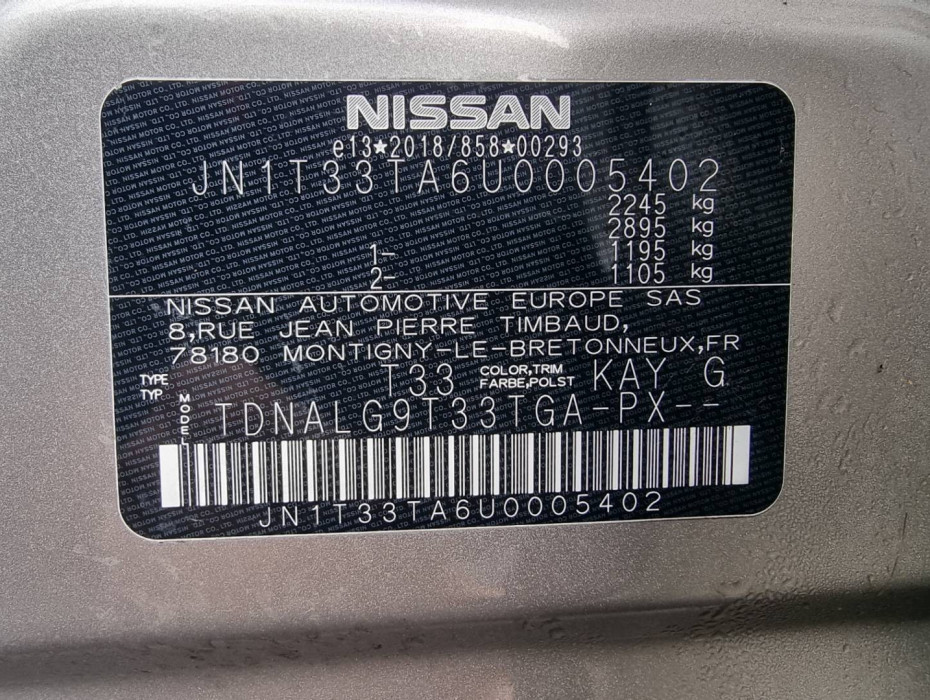 NISSAN
e13★2018/858★00293
JN1T33TA6U0005402
2245 kg
2895 kg
1- 1195 kg
2- 1105 kg
NISSAN AUTOMOTIVE EUROPE SAS
8,RUE JEAN PIERRE TIMBAUD,
78180 MONTIGNY-LE-BRETONNEUX,FR
TYPE
TYP T33 COLOR,TRIM
FARBE,POLST KAY G
MODEL TDNALG9T33TGA-PX--
JN1T33TA6U0005402